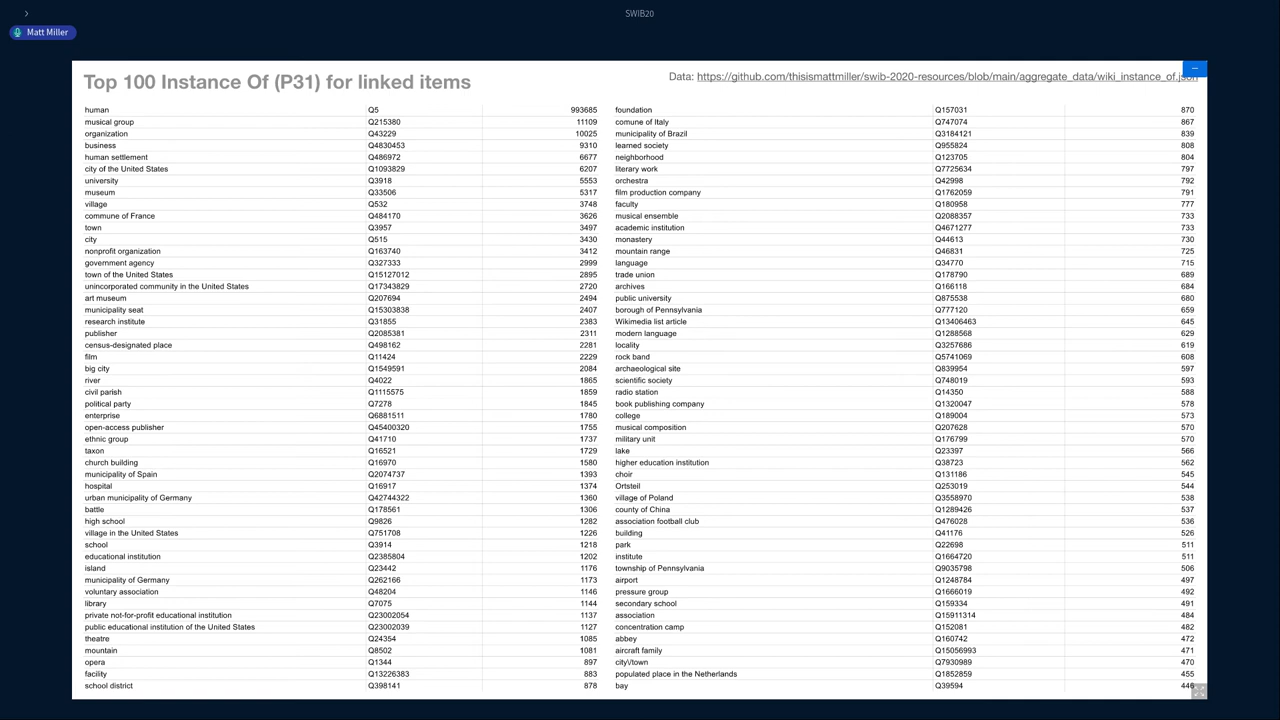 SWIB20
Matt Miller
Top 100 Instance Of (P31) for linked items
Data: https://github.com/thisismattmiller/swib-2020-resources/blob/main/aggregate_data/wiki_instance_of.json
human Q5 993685
musical group Q215380 11109
organization Q43229 10025
business Q4830453 9310
human settlement Q486972 6677
city of the United States Q1093829 6207
university Q3918 5553
museum Q33506 5317
village Q532 3748
commune of France Q484170 3626
town Q3957 3497
city Q515 3430
nonprofit organization Q163740 3412
government agency Q327333 2999
town of the United States Q15127012 2895
unincorporated community in the United States Q17343829 2720
art museum Q207694 2494
municipality seat Q15303838 2407
research institute Q31855 2383
publisher Q2085381 2311
census-designated place Q498162 2281
film Q11424 2229
big city Q1549591 2084
river Q4022 1865
civil parish Q1115575 1859
political party Q7278 1845
enterprise Q6881511 1780
open-access publisher Q45400320 1755
ethnic group Q41710 1737
taxon Q16521 1729
church building Q16970 1580
municipality of Spain Q2074737 1393
hospital Q16917 1374
urban municipality of Germany Q42744322 1360
battle Q178561 1306
high school Q9826 1282
village in the United States Q751708 1226
school Q3914 1218
educational institution Q2385804 1202
island Q23442 1176
municipality of Germany Q262166 1173
voluntary association Q48204 1146
library Q7075 1144
private not-for-profit educational institution Q23002054 1137
public educational institution of the United States Q23002039 1127
theatre Q24354 1085
mountain Q8502 1081
opera Q1344 897
facility Q13226383 883
school district Q398141 878
foundation Q157031 870
comune of Italy Q747074 867
municipality of Brazil Q3184121 839
learned society Q955824 808
neighborhood Q123705 804
literary work Q7725634 797
orchestra Q42998 792
film production company Q1762059 791
faculty Q180958 777
musical ensemble Q2088357 733
academic institution Q4671277 733
monastery Q44613 730
mountain range Q46831 725
language Q34770 715
trade union Q178790 689
archives Q166118 684
public university Q875538 680
borough of Pennsylvania Q777120 659
Wikimedia list article Q13406463 645
modern language Q1288568 629
locality Q3257686 619
rock band Q5741069 608
archaeological site Q839954 597
scientific society Q748019 593
radio station Q14350 588
book publishing company Q1320047 578
college Q189004 573
musical composition Q207628 570
military unit Q176799 570
lake Q23397 566
higher education institution Q38723 562
choir Q131186 545
Ortsteil Q253019 544
village of Poland Q3558970 538
county of China Q1289426 537
association football club Q476028 536
building Q41176 526
park Q22698 511
institute Q1664720 511
township of Pennsylvania Q9035798 506
airport Q1248784 497
pressure group Q1666019 492
secondary school Q159334 491
association Q15911314 484
concentration camp Q152081 482
abbey Q160742 472
aircraft family Q15056993 471
city\/town Q7930989 470
populated place in the Netherlands Q1852859 455
bay Q39594 446